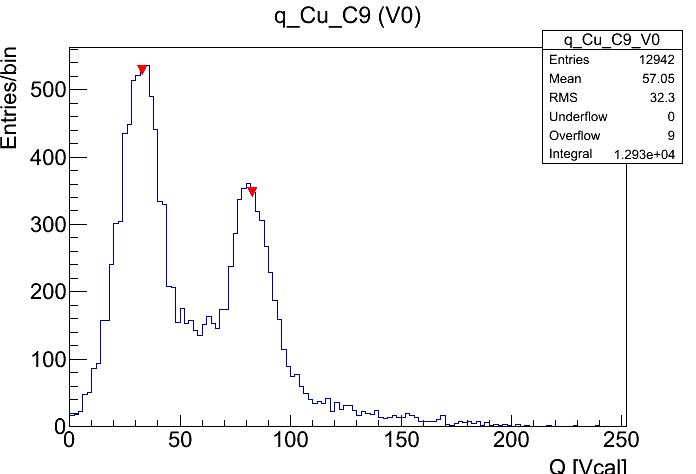 q_Cu_C9 (V0)
q_Cu_C9_V0
Entries 12942
Mean 57.05
RMS 32.3
Underflow 0
Overflow 9
Integral 1.293e+04
Entries/bin
500
400
300
200
100
0
0 50 100 150 200 250
Q [Vcal]